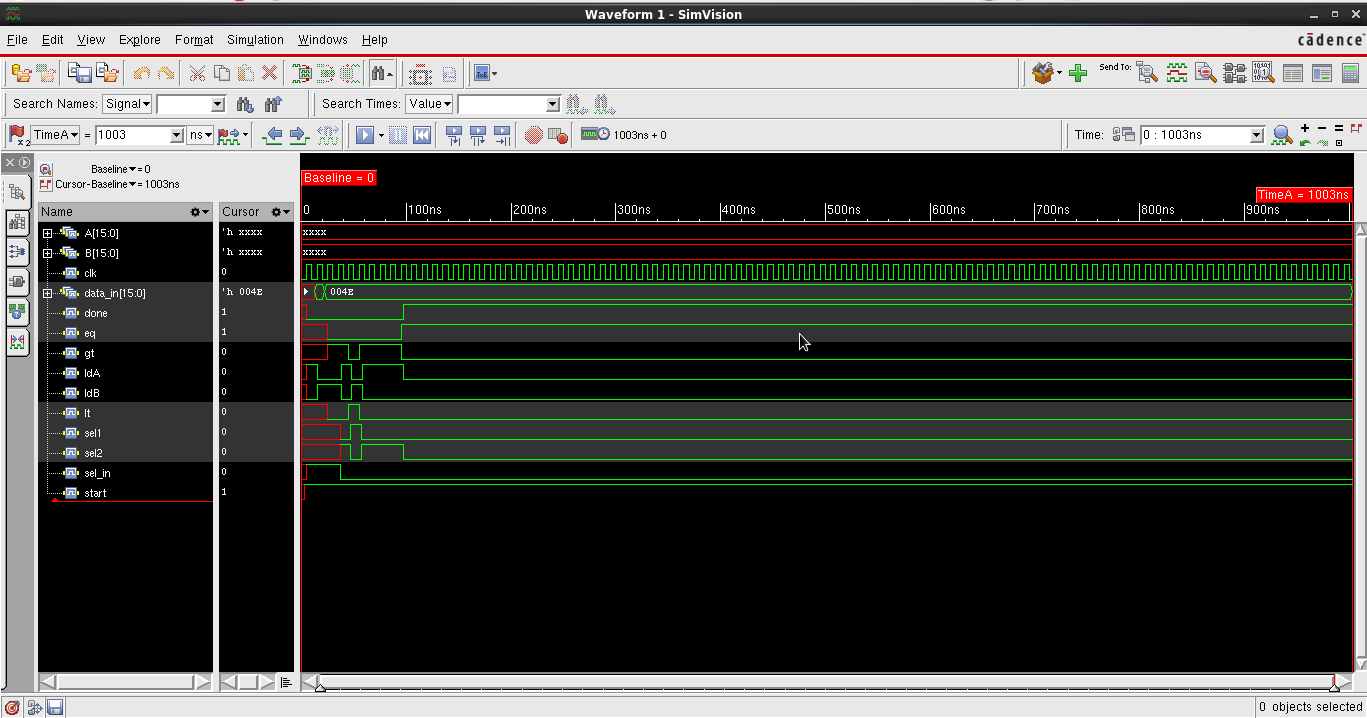 Waveform 1 - SimVision
File Edit View Explore Format Simulation Windows Help
cādence
Send To:
Search Names: Signal Search Times: Value
TimeA = 1003 ns 1003ns + 0 Time: 0 : 1003ns
Baseline = 0
Cursor-Baseline = 1003ns
Baseline = 0
TimeA = 1003ns
Name Cursor 0 100ns 200ns 300ns 400ns 500ns 600ns 700ns 800ns 900ns
A[15:0] 'h xxxx xxxx
B[15:0] 'h xxxx xxxx
clk 0
data_in[15:0] 'h 004E 004E
done 1
eq 1
gt 0
ldA 0
ldB 0
lt 0
sel1 0
sel2 0
sel_in 0
start 1
0 objects selected